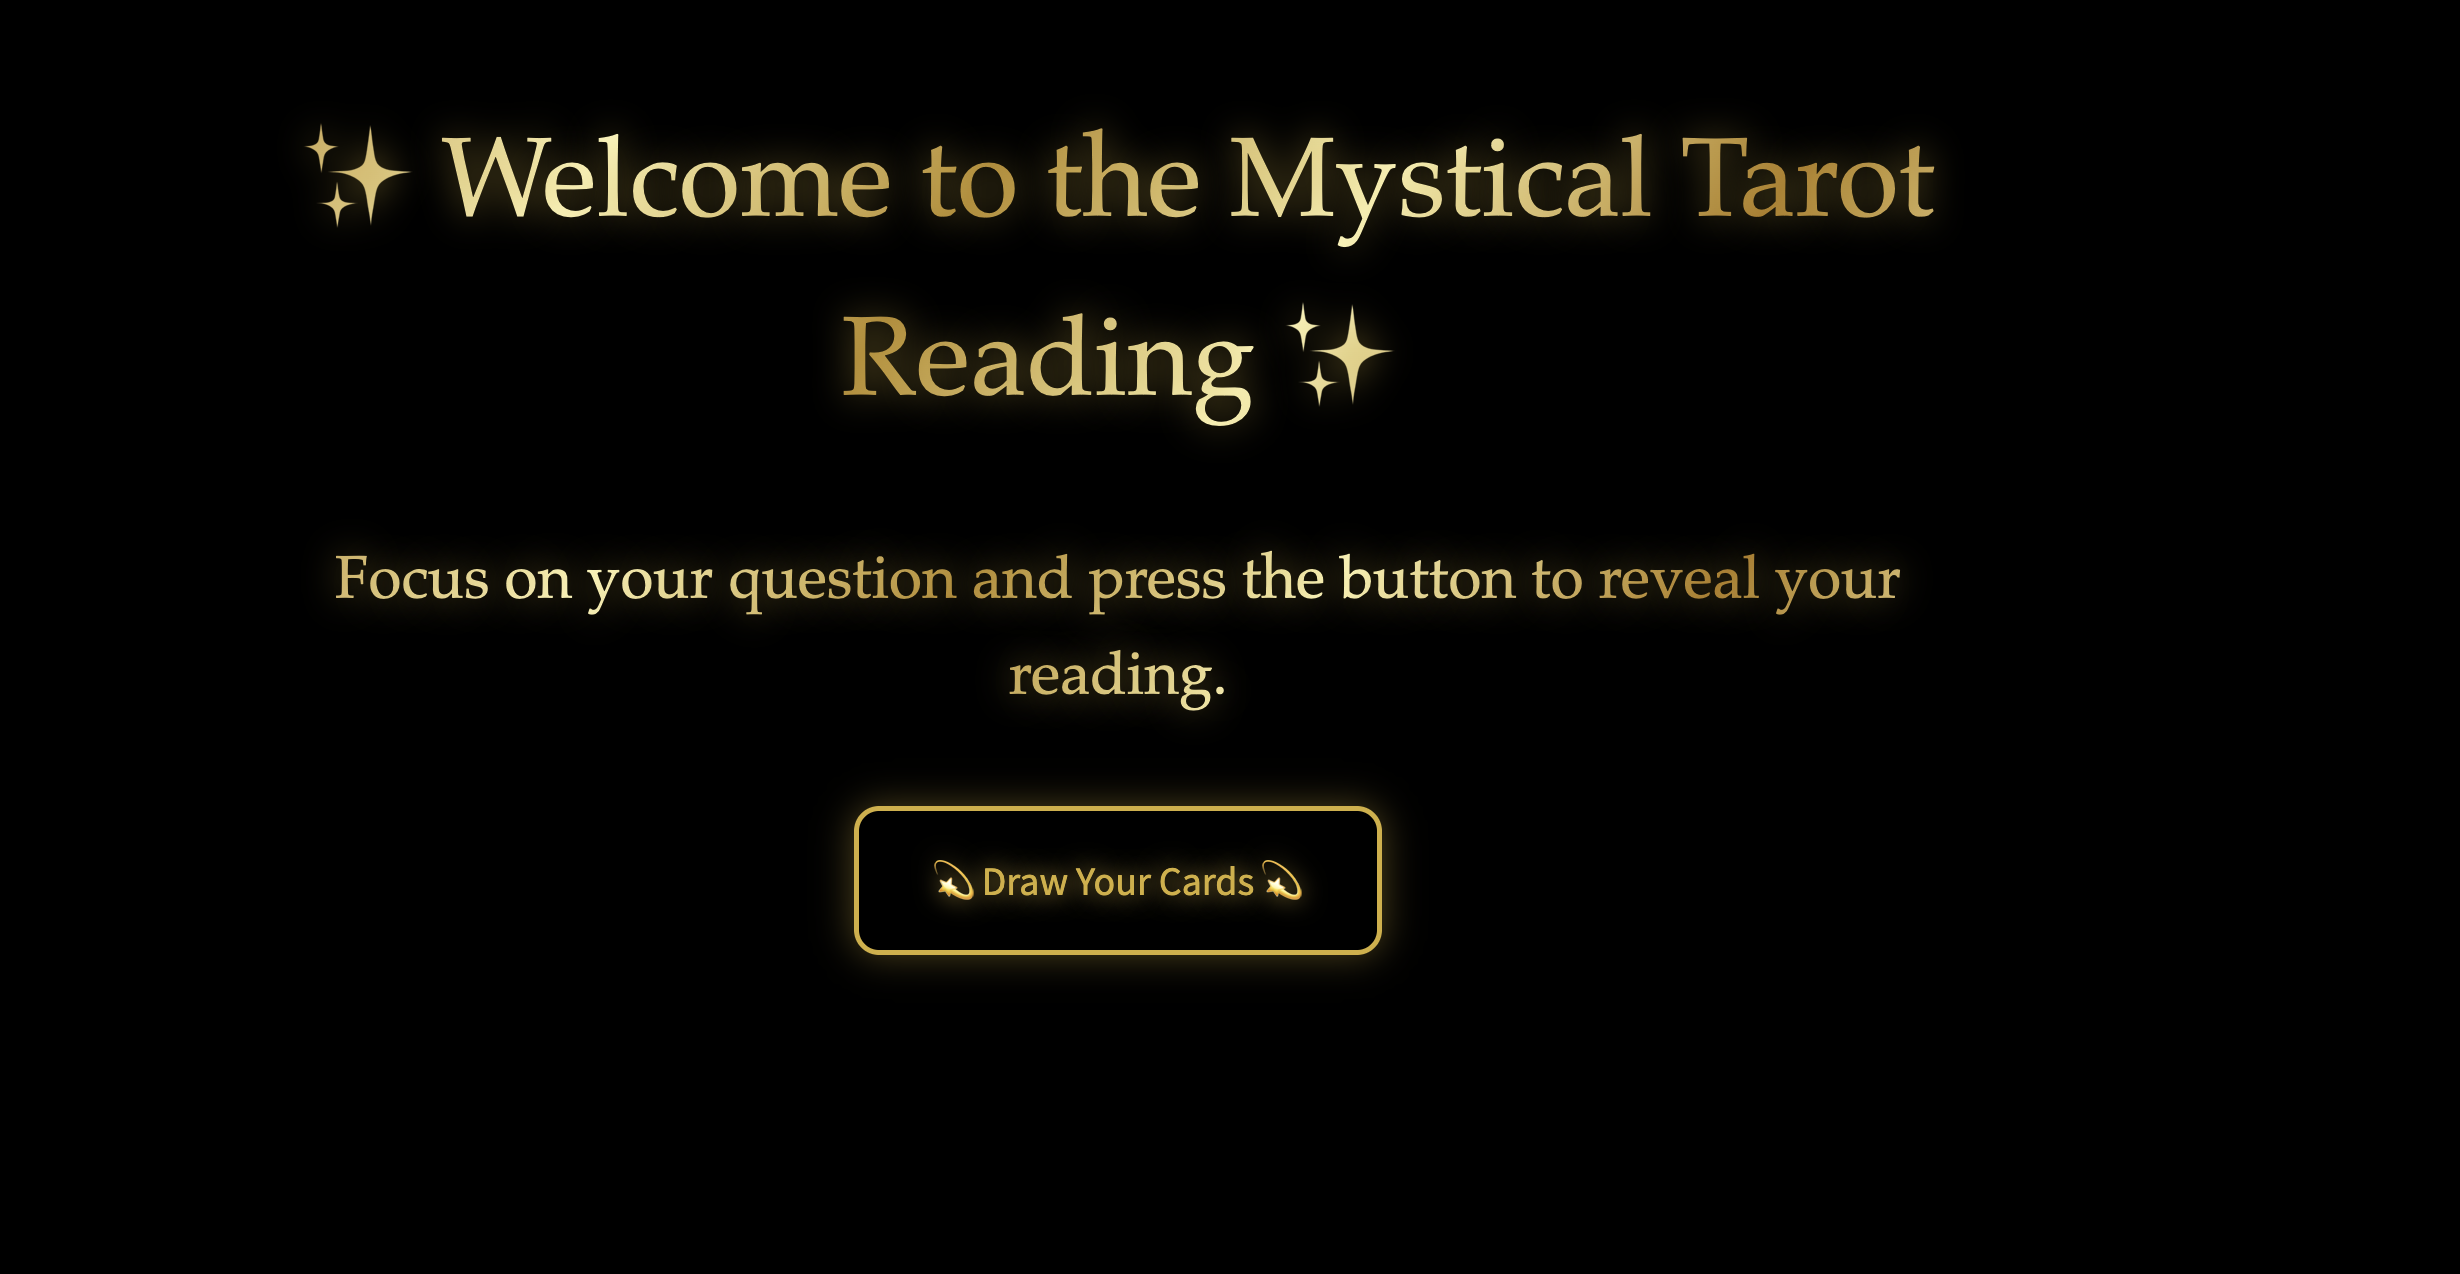 ✨ Welcome to the Mystical Tarot
Reading ✨
Focus on your question and press the button to reveal your
reading.
💫 Draw Your Cards 💫